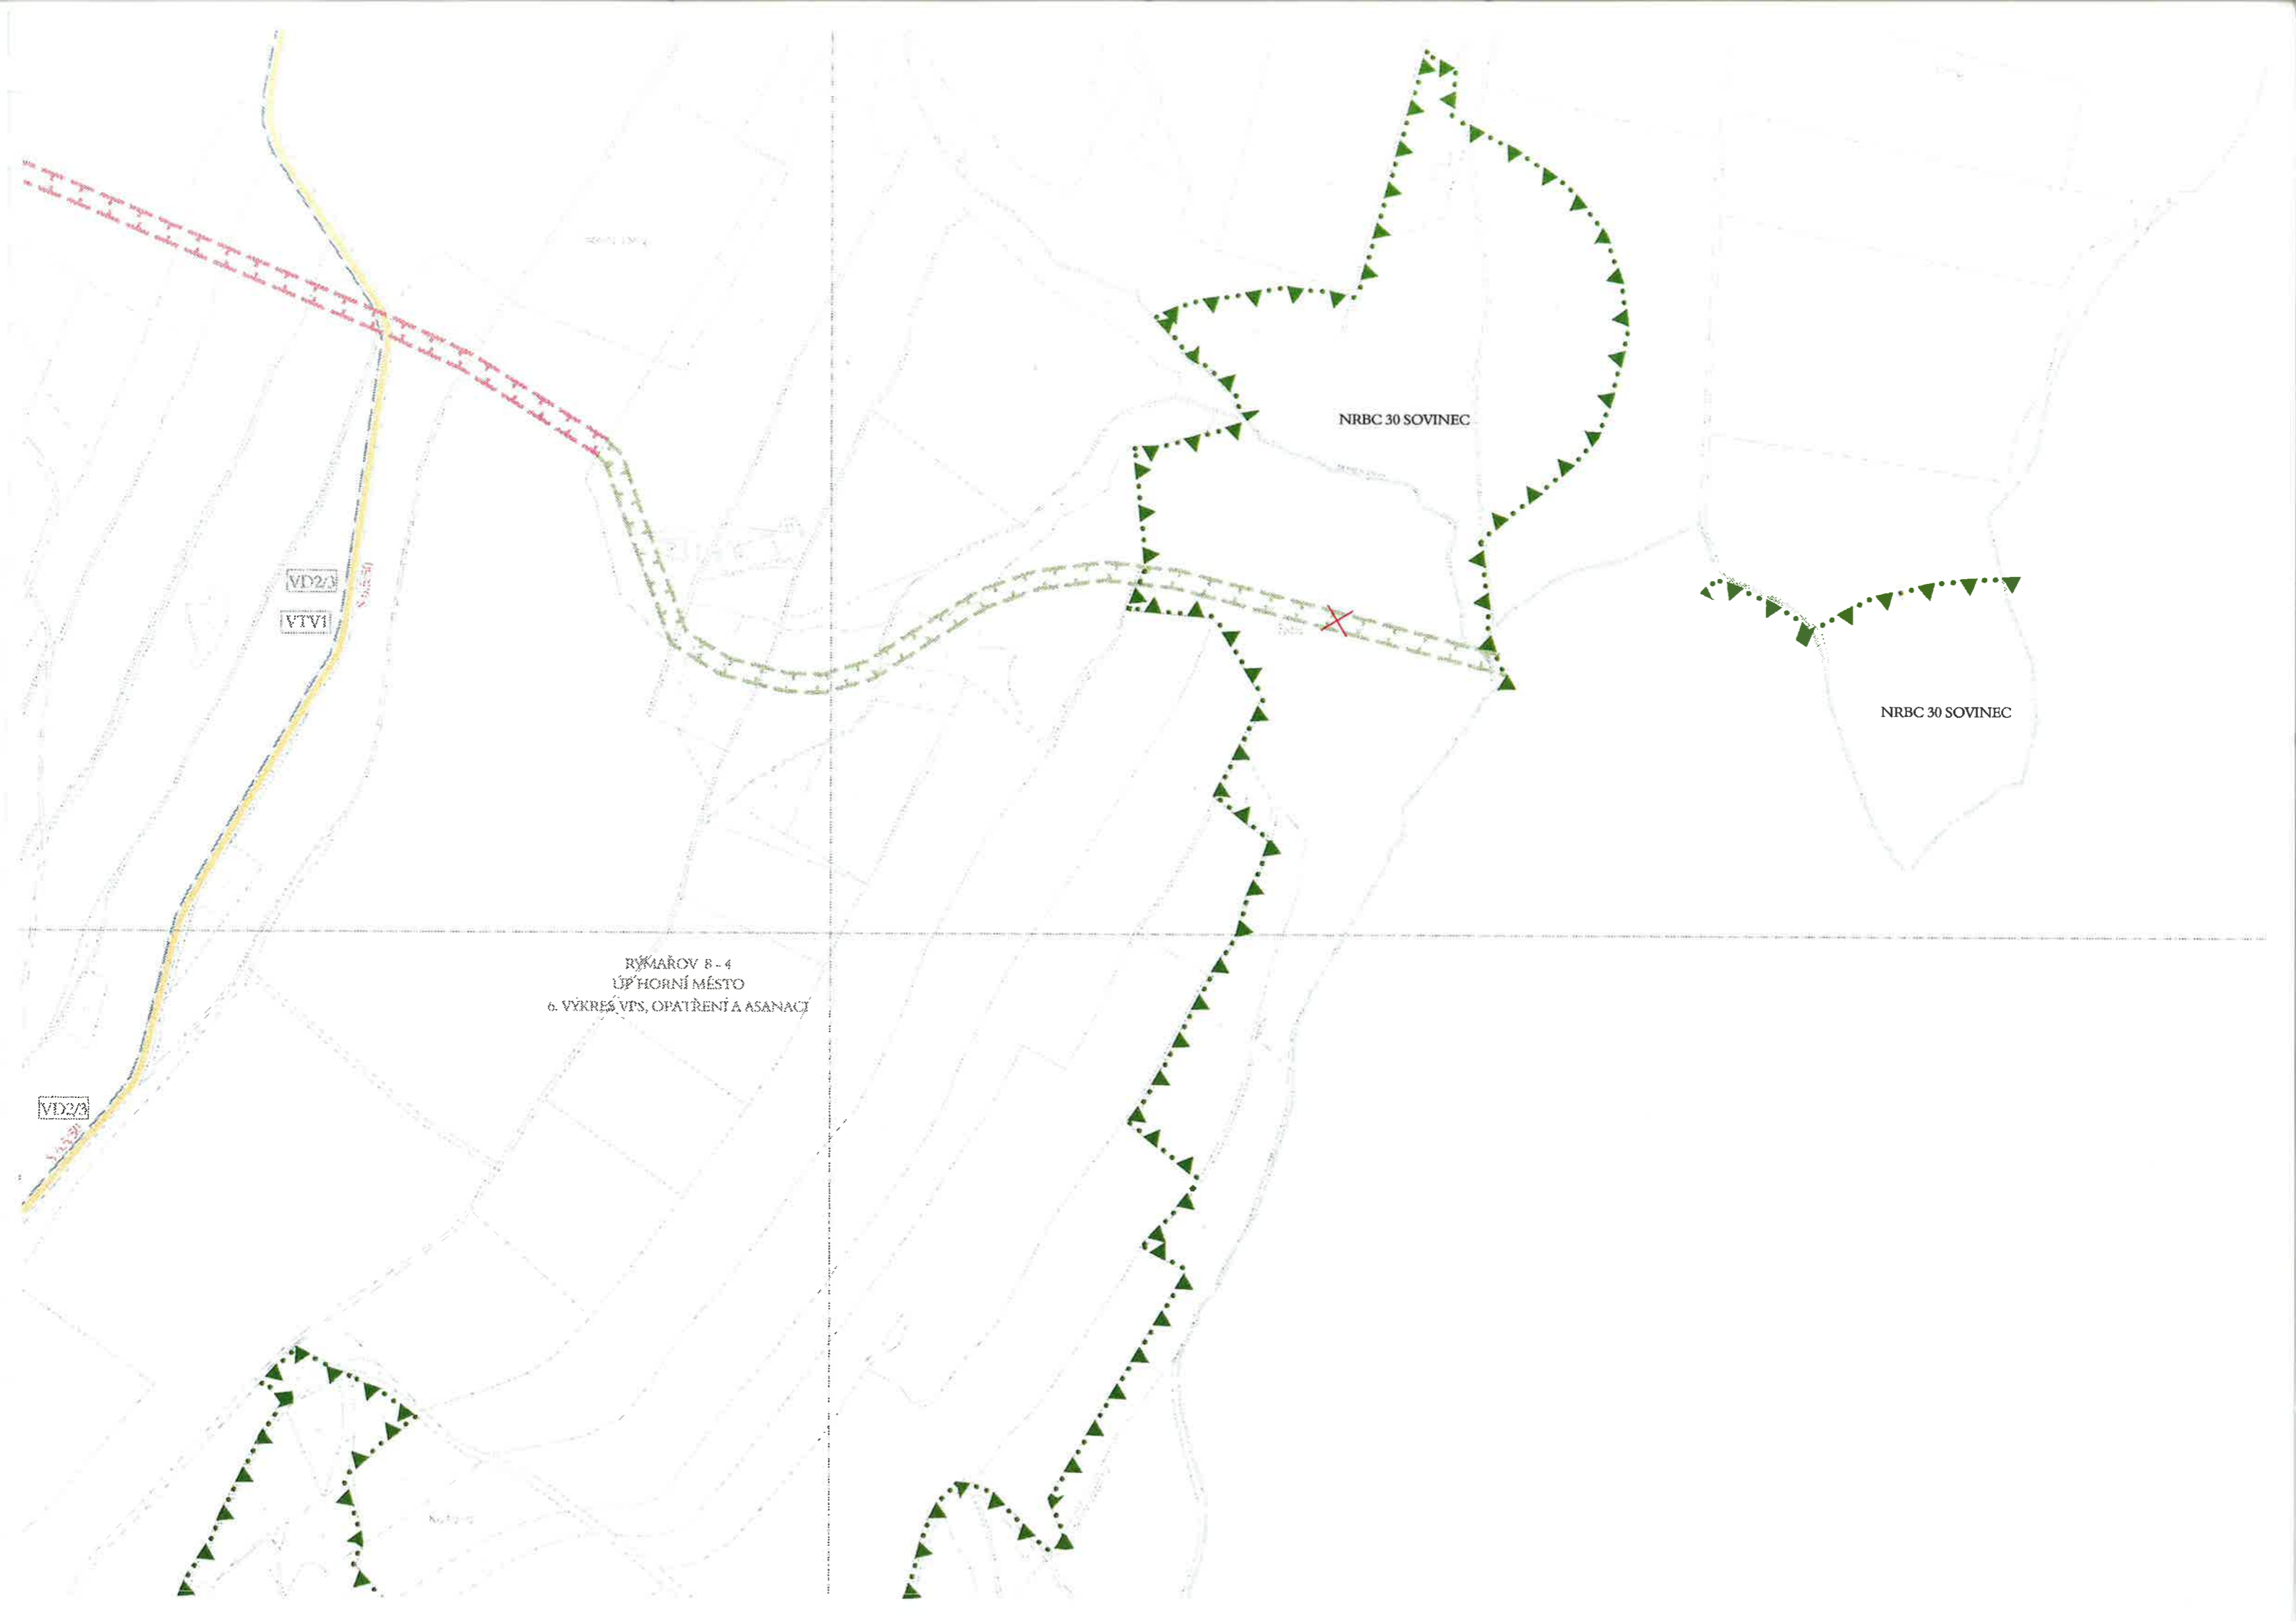 NRBC 30 SOVINEC
VD2/3
VTV1
NRBC 30 SOVINEC
RÝMAŘOV 8 - 4
ÚP HORNÍ MĚSTO
6. VÝKRES VPS, OPATŘENÍ A ASANACÍ
VD2/3